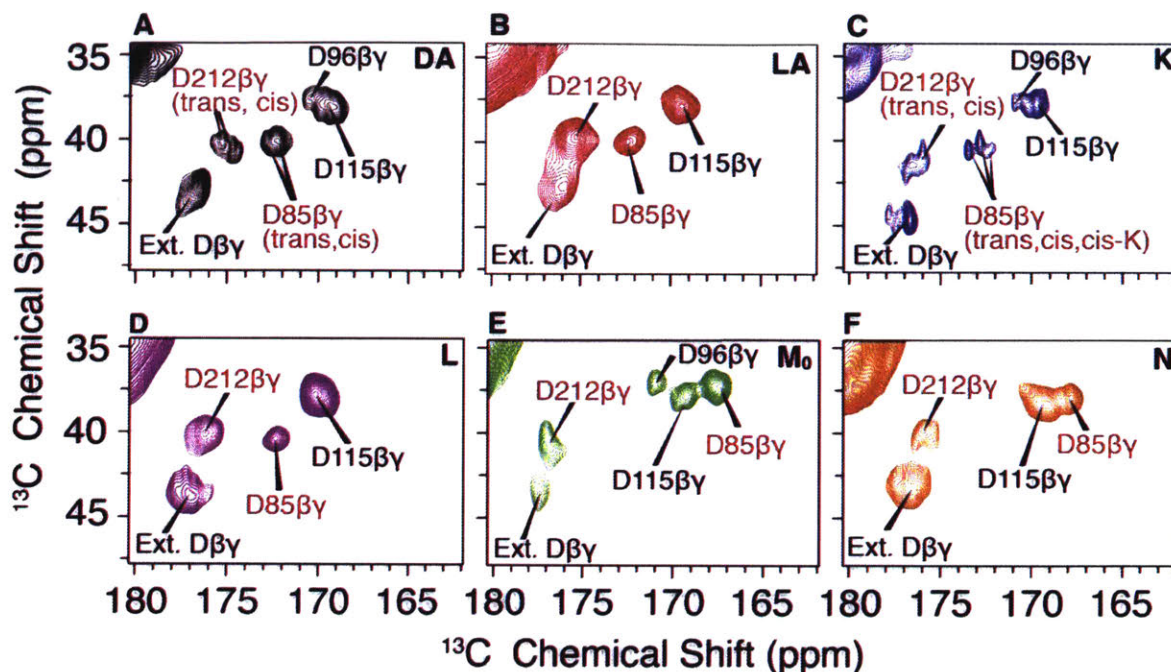 A
DA
D96βγ
D212βγ
(trans, cis)
D115βγ
D85βγ
(trans,cis)
Ext. Dβγ
B
LA
D212βγ
D115βγ
D85βγ
Ext. Dβγ
C
K
D96βγ
D212βγ
(trans, cis)
D115βγ
D85βγ
(trans,cis,cis-K)
Ext. Dβγ
35
40
45
D
L
D212βγ
D115βγ
D85βγ
Ext. Dβγ
E
M₀
D96βγ
D212βγ
D85βγ
D115βγ
Ext. Dβγ
F
N
D212βγ
D85βγ
D115βγ
Ext. Dβγ
35
40
45
¹³C Chemical Shift (ppm)
180 175 170 165 180 175 170 165 180 175 170 165
¹³C Chemical Shift (ppm)